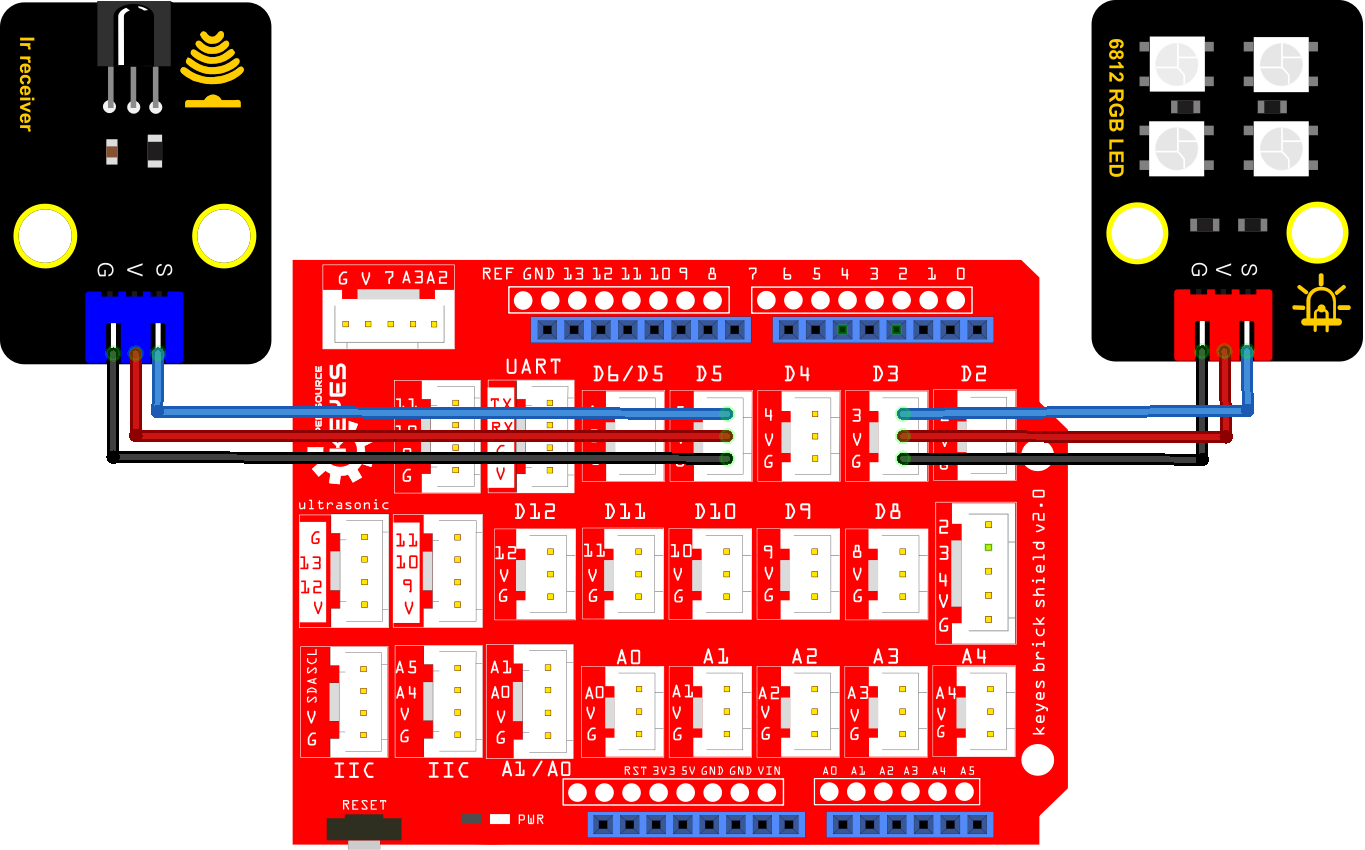 Ir receiver
G V S
6812 RGB LED
G V S
G V 7 A3 A2
REF GND 13 12 11 10 9 8
7 6 5 4 3 2 1 0
UART
D6/D5
D5
D4
D3
D2
11
G
TX
RX
G
V
4
V
G
3
V
G
ultrasonic
G
13
12
V
11
10
9
V
D12
12
V
G
D11
11
V
G
D10
10
V
G
D9
9
V
G
D8
8
V
G
2
3
4
V
G
keyes brick shield v2.0
SCL
SDA
V
G
IIC
A5
A4
V
G
IIC
A1
A0
V
G
A1/A0
A0
A0
V
G
A1
A1
V
G
A2
A2
V
G
A3
A3
V
G
A4
A4
V
G
RST 3V3 5V GND GND VIN
A0 A1 A2 A3 A4 A5
RESET
PWR